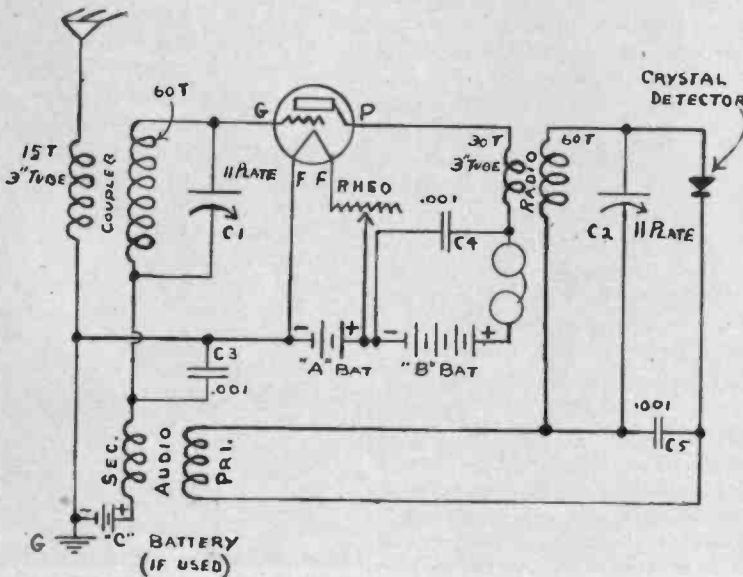 CRYSTAL
DETECTOR
60T
G
P
15T
3" TUBE
COUPLER
11 PLATE
C1
F F
RHEO
30T
3" TUBE
RADIO
60T
C2
11 PLATE
.001
C4
C3
.001
-
+
"A" BAT
-
+
"B" BAT
.001
C5
SEC.
AUDIO
PRI.
G
-
+
"C" BATTERY
(IF USED)